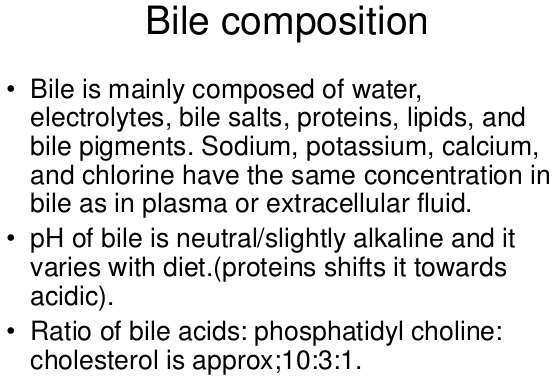 Bile composition
• Bile is mainly composed of water,
electrolytes, bile salts, proteins, lipids, and
bile pigments. Sodium, potassium, calcium,
and chlorine have the same concentration in
bile as in plasma or extracellular fluid.
• pH of bile is neutral/slightly alkaline and it
varies with diet.(proteins shifts it towards
acidic).
• Ratio of bile acids: phosphatidyl choline:
cholesterol is approx;10:3:1.